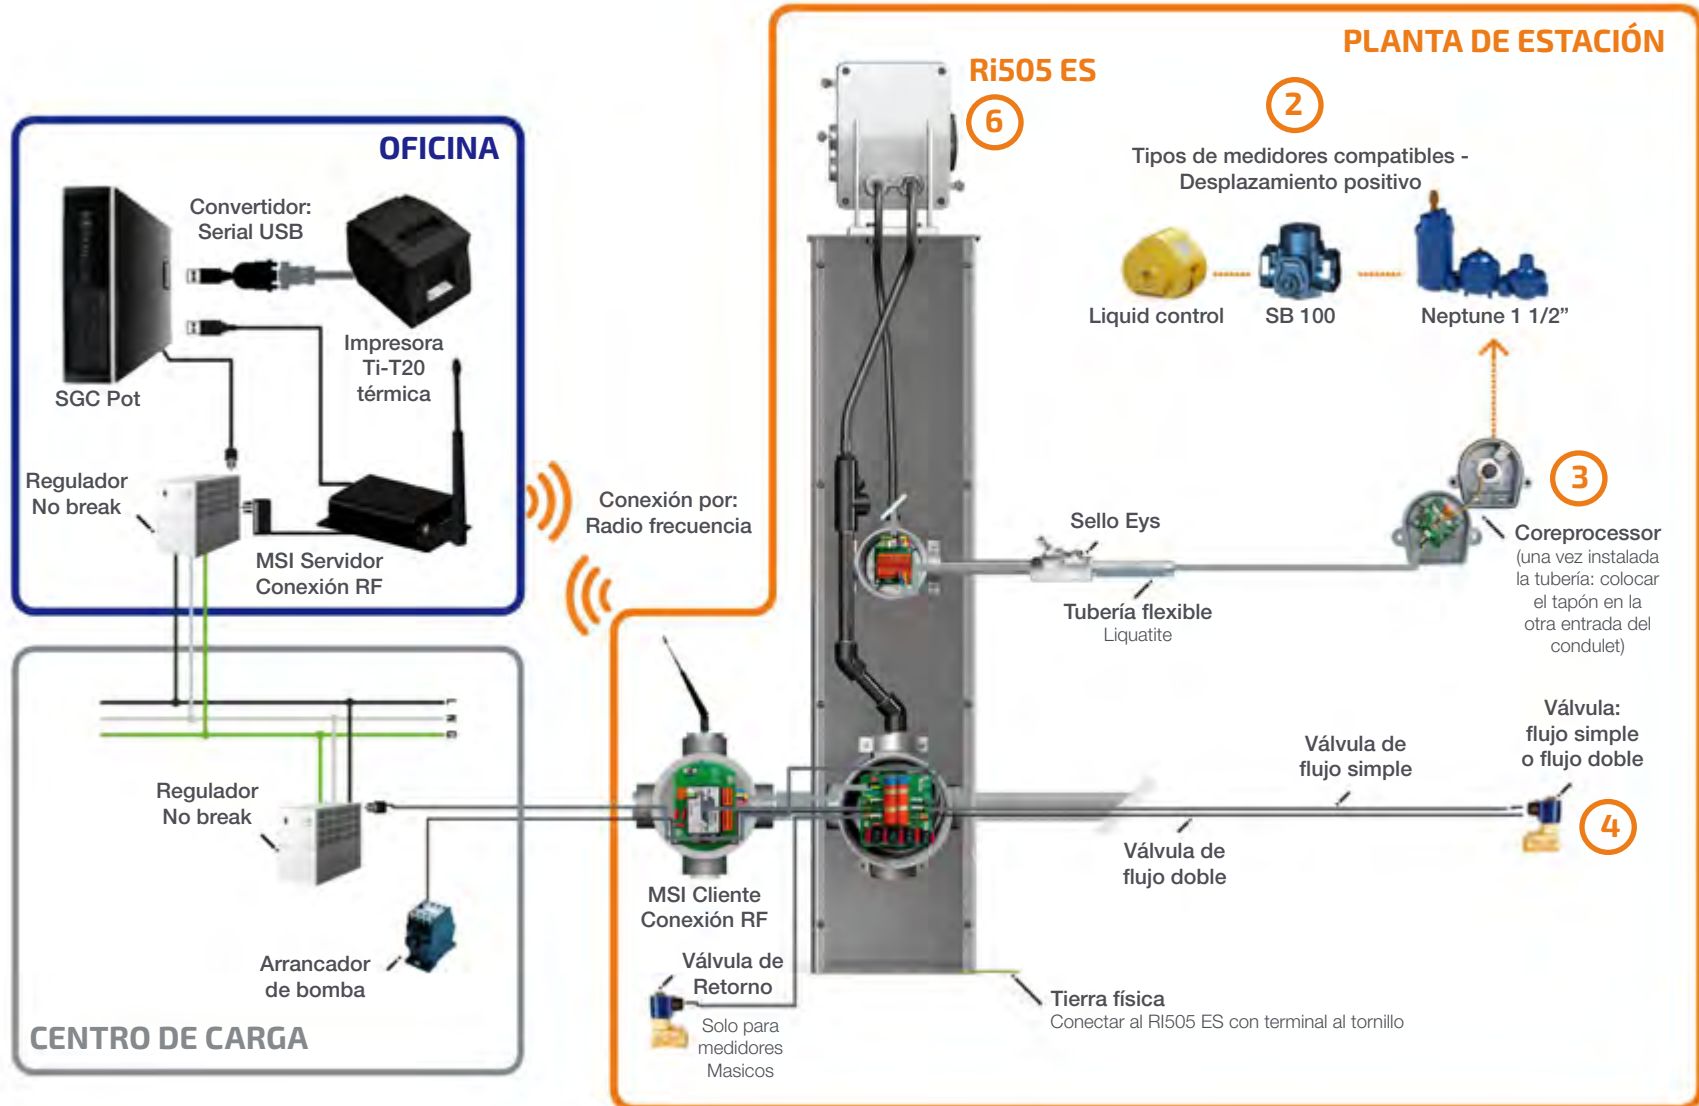 PLANTA DE ESTACIÓN
Ri505 ES
6
2
Tipos de medidores compatibles -
Desplazamiento positivo
Liquid control
SB 100
Neptune 1 1/2”
OFICINA
Convertidor:
Serial USB
Impresora
Ti-T20
térmica
SGC Pot
Regulador
No break
MSI Servidor
Conexión RF
Conexión por:
Radio frecuencia
Sello Eys
Tubería flexible
Liquatite
3
Coreprocessor
(una vez instalada
la tubería: colocar
el tapón en la
otra entrada del
condulet)
L
N
G
Regulador
No break
Arrancador
de bomba
CENTRO DE CARGA
MSI Cliente
Conexión RF
Válvula de
Retorno
Solo para
medidores
Masicos
Válvula de
flujo simple
Válvula de
flujo doble
Válvula:
flujo simple
o flujo doble
4
Tierra física
Conectar al RI505 ES con terminal al tornillo